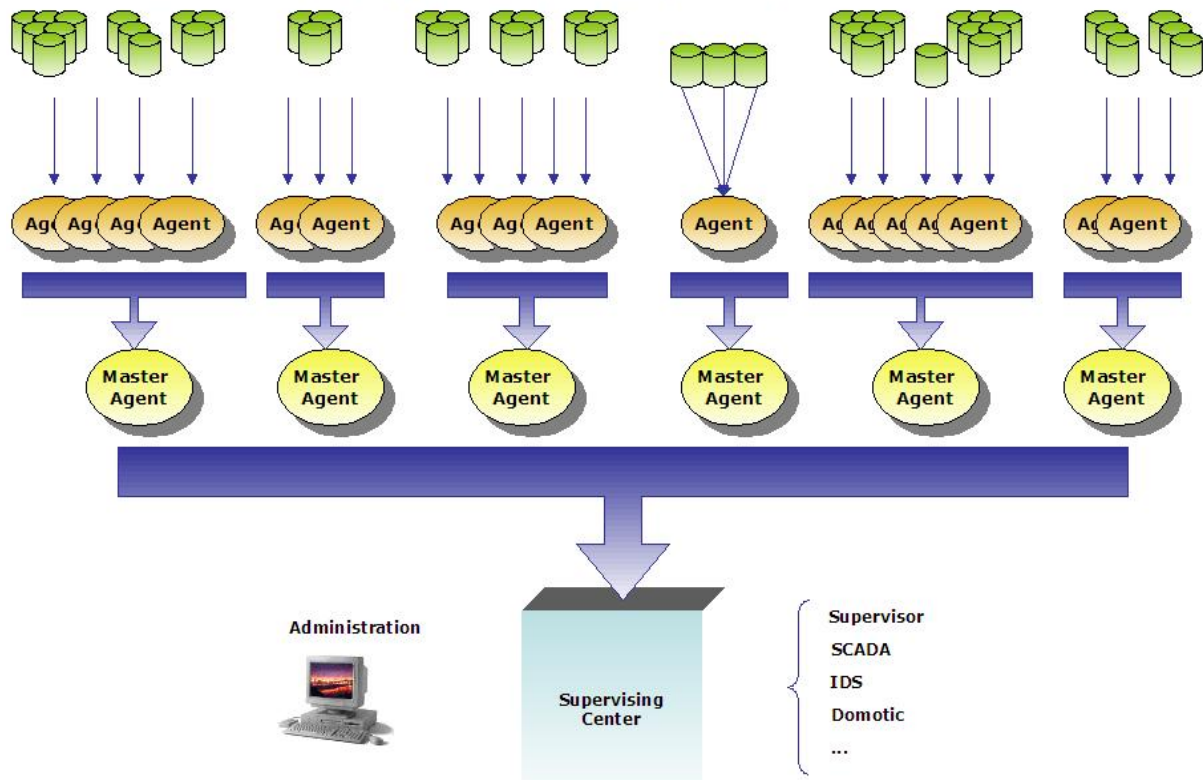 Agent
Agent
Agent
Agent
Agent
Agent
Master
Agent
Master
Agent
Master
Agent
Master
Agent
Master
Agent
Master
Agent
Administration
Supervising
Center
Supervisor
SCADA
IDS
Domotic
...